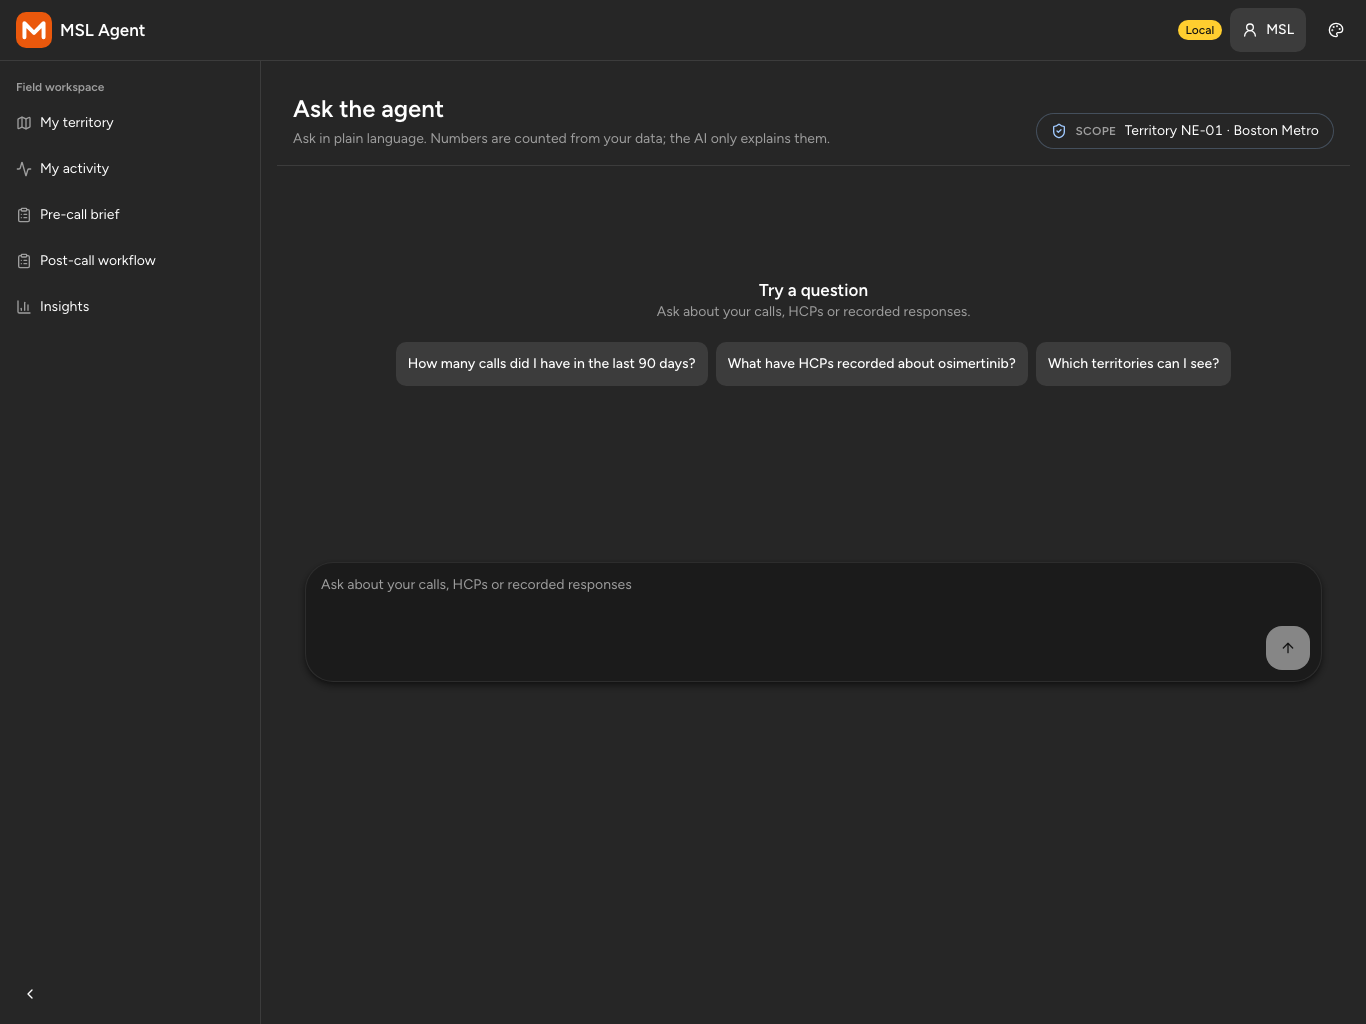 MSL Agent
Local
MSL
Field workspace
My territory
My activity
Pre-call brief
Post-call workflow
Insights
Ask the agent
Ask in plain language. Numbers are counted from your data; the AI only explains them.
SCOPE Territory NE-01 · Boston Metro
Try a question
Ask about your calls, HCPs or recorded responses.
How many calls did I have in the last 90 days?
What have HCPs recorded about osimertinib?
Which territories can I see?
Ask about your calls, HCPs or recorded responses